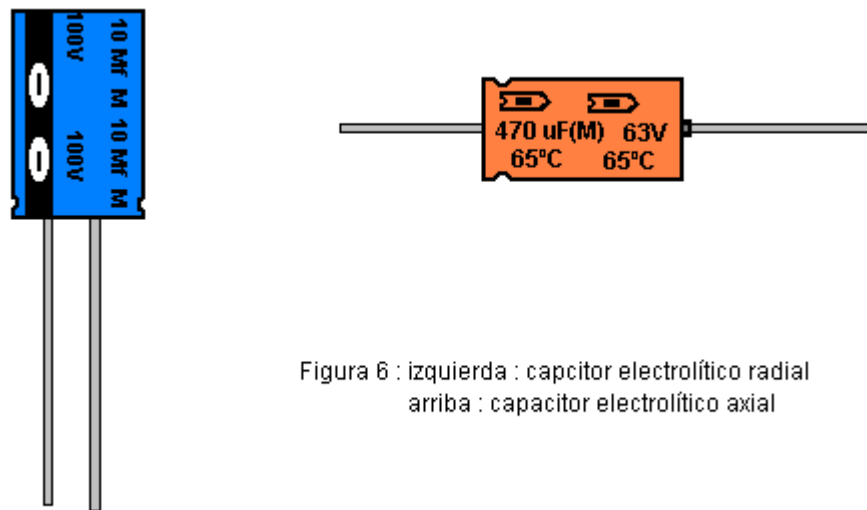 100V 100V
10 Mf M 10 Mf M
470 uF(M) 63V
65ºC 65ºC
Figura 6 : izquierda : capcitor electrolítico radial
arriba : capacitor electrolítico axial